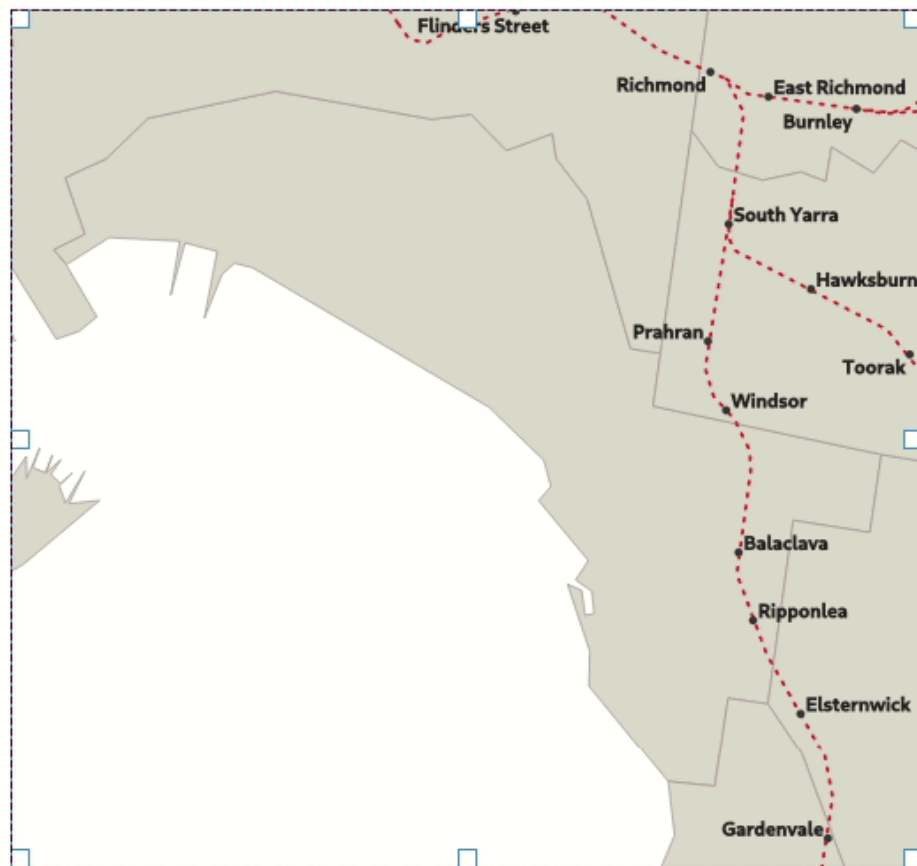 Flinders Street
Richmond
East Richmond
Burnley
South Yarra
Hawksburn
Prahran
Toorak
Windsor
Balaclava
Ripponlea
Elsternwick
Gardenvale